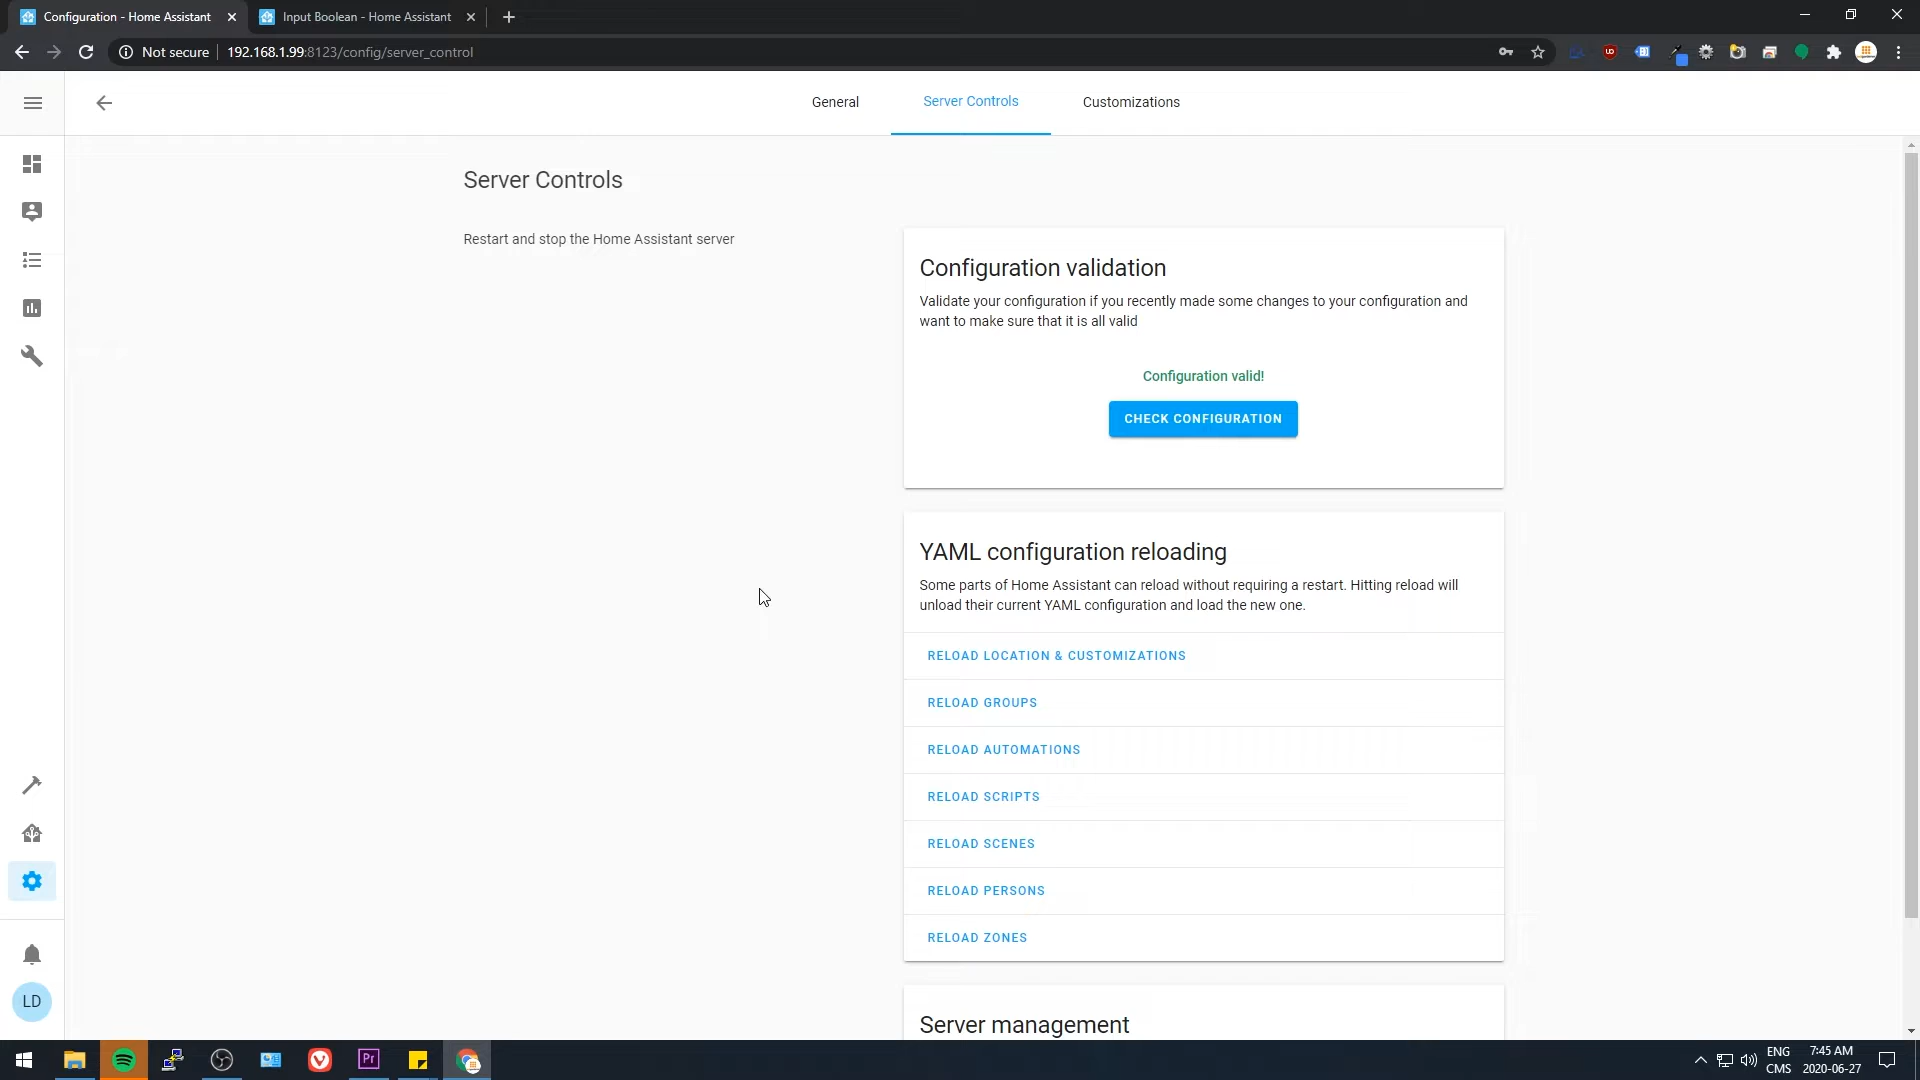 Configuration - Home Assistant
Input Boolean - Home Assistant
Not secure
192.168.1.99:8123/config/server_control
General
Server Controls
Customizations
Server Controls
Restart and stop the Home Assistant server
Configuration validation
Validate your configuration if you recently made some changes to your configuration and
want to make sure that it is all valid
Configuration valid!
CHECK CONFIGURATION
YAML configuration reloading
Some parts of Home Assistant can reload without requiring a restart. Hitting reload will
unload their current YAML configuration and load the new one.
RELOAD LOCATION & CUSTOMIZATIONS
RELOAD GROUPS
RELOAD AUTOMATIONS
RELOAD SCRIPTS
RELOAD SCENES
RELOAD PERSONS
RELOAD ZONES
Server management
LD
Pr
ENG
CMS
7:45 AM
2020-06-27